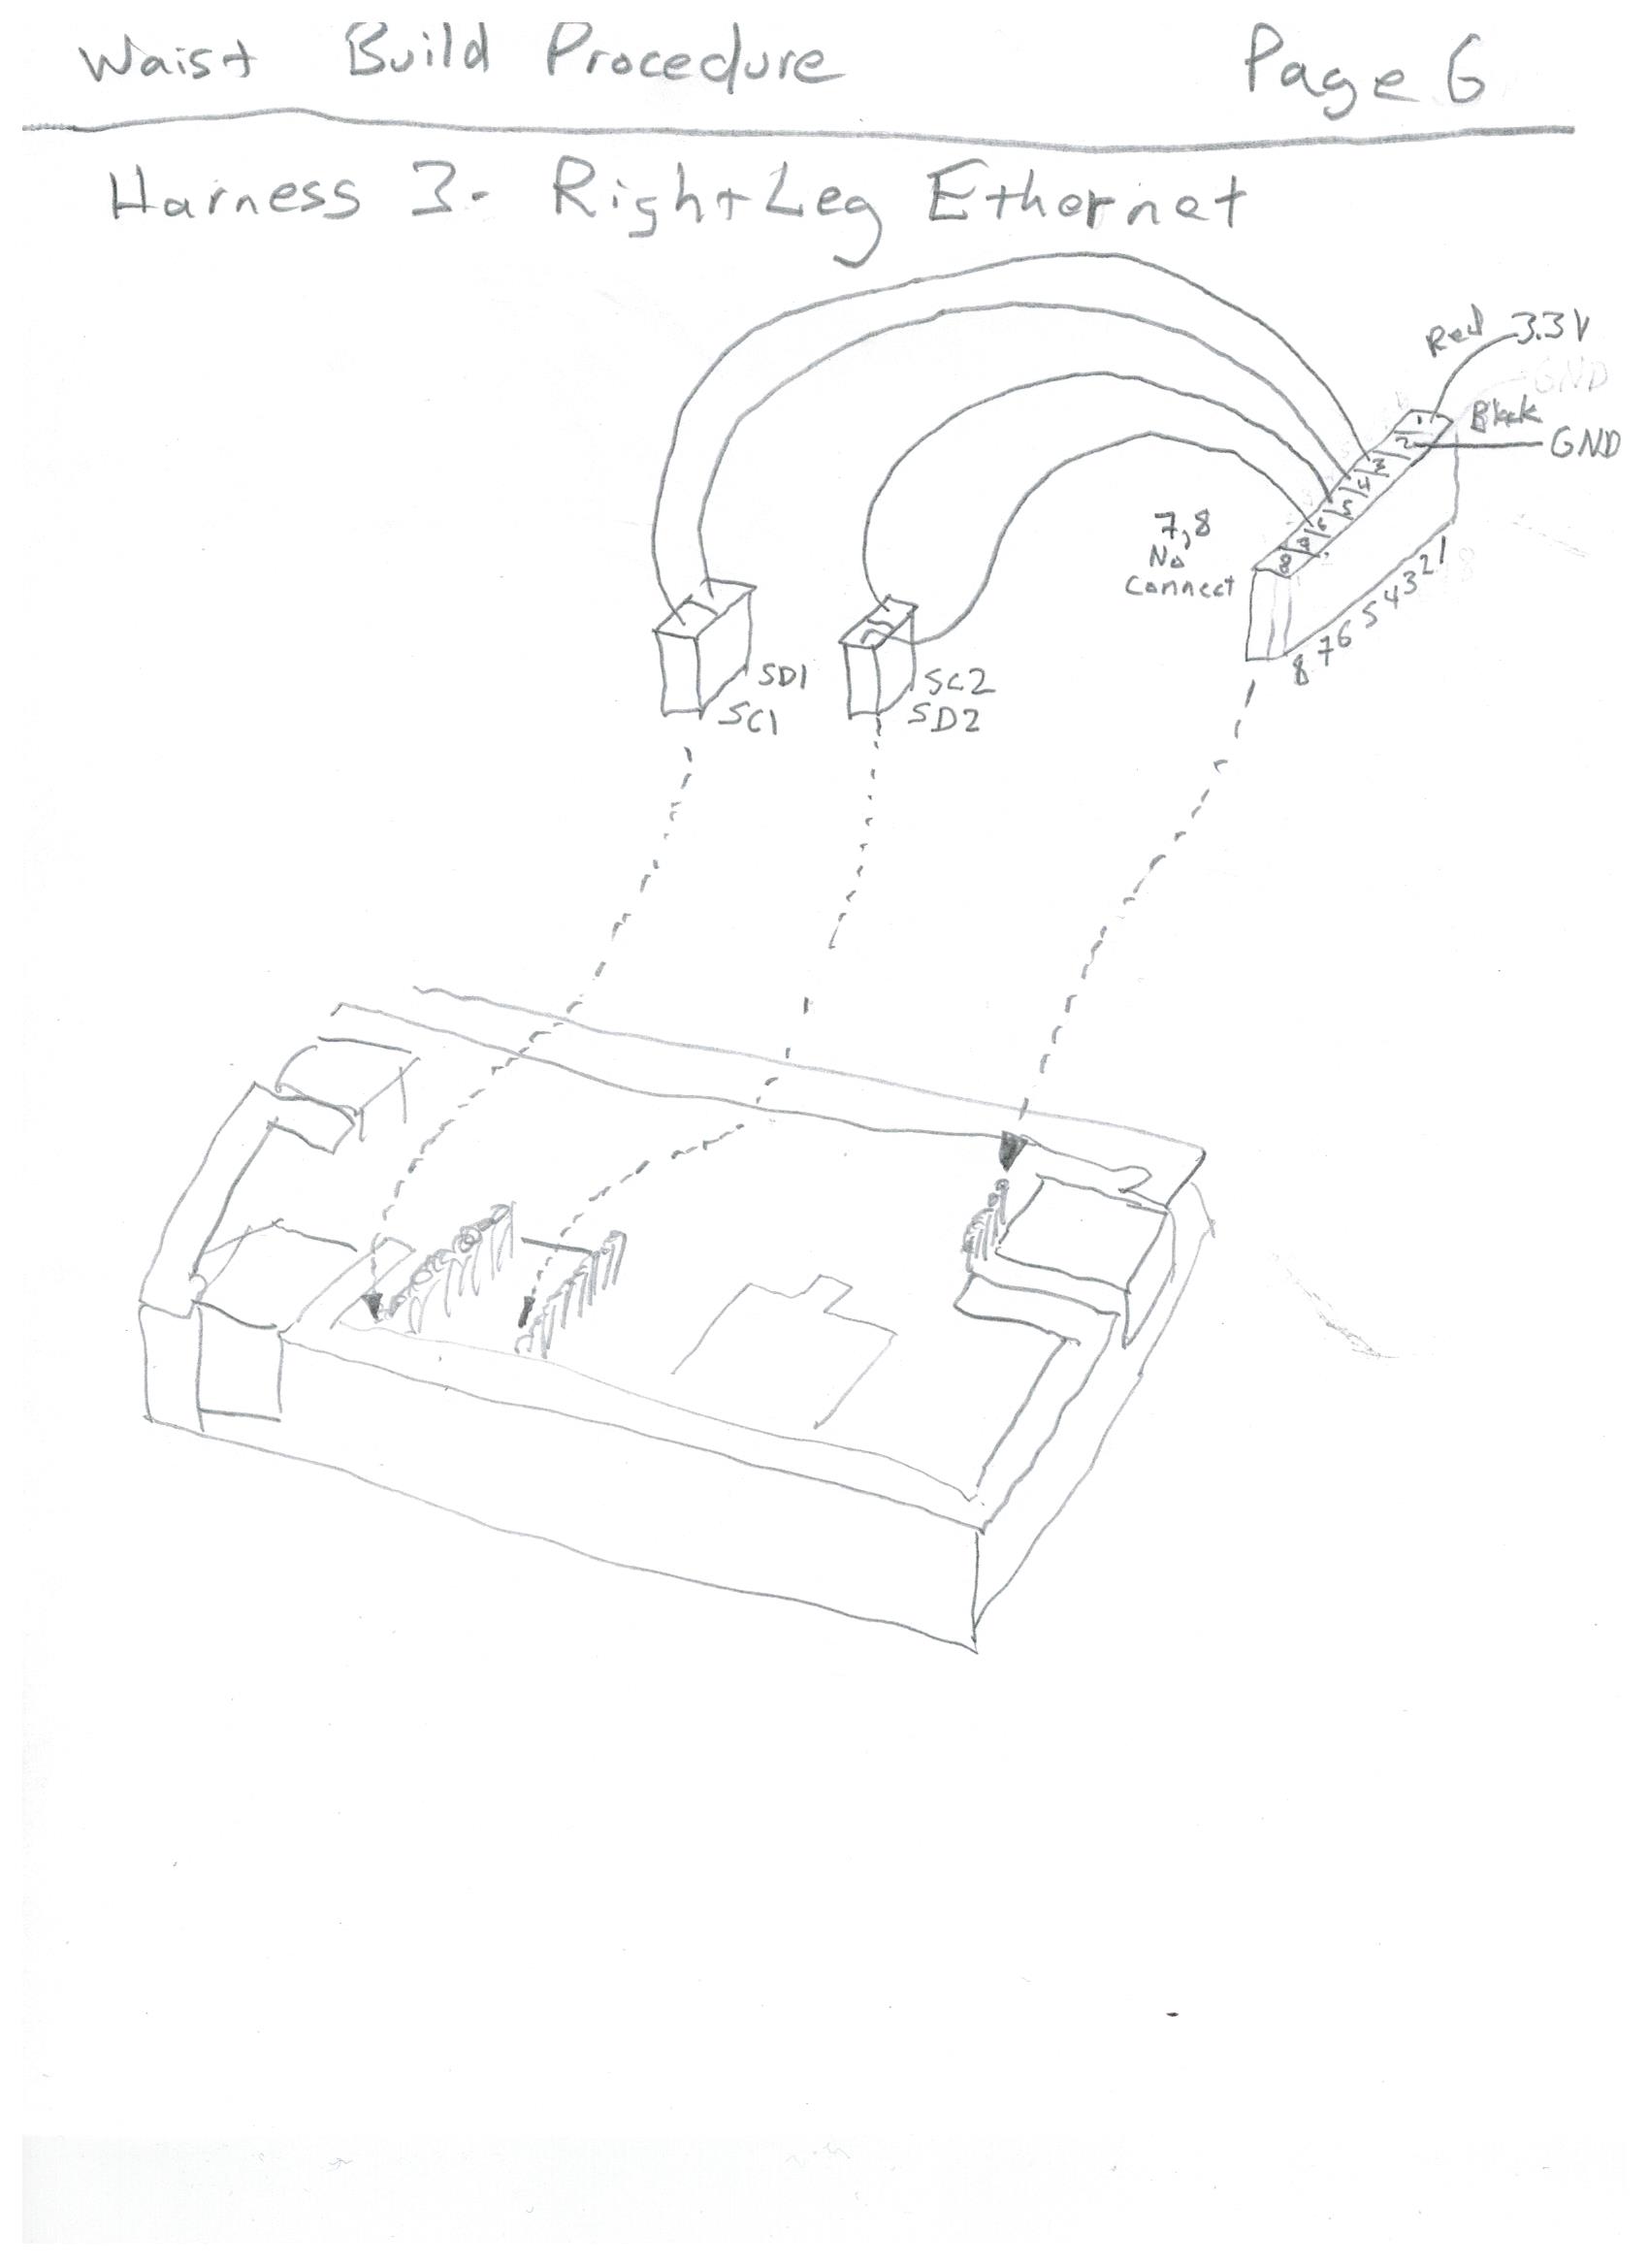 Waist Build Procedure Page 6
Harness 3- Right Leg Ethernet
Red 3.3V
GND
Black
GND
1
2
3
4
5
6
7
8
7,8
No
Connect
8 7 6 5 4 3 2 1
SD1
SC1
SC2
SD2